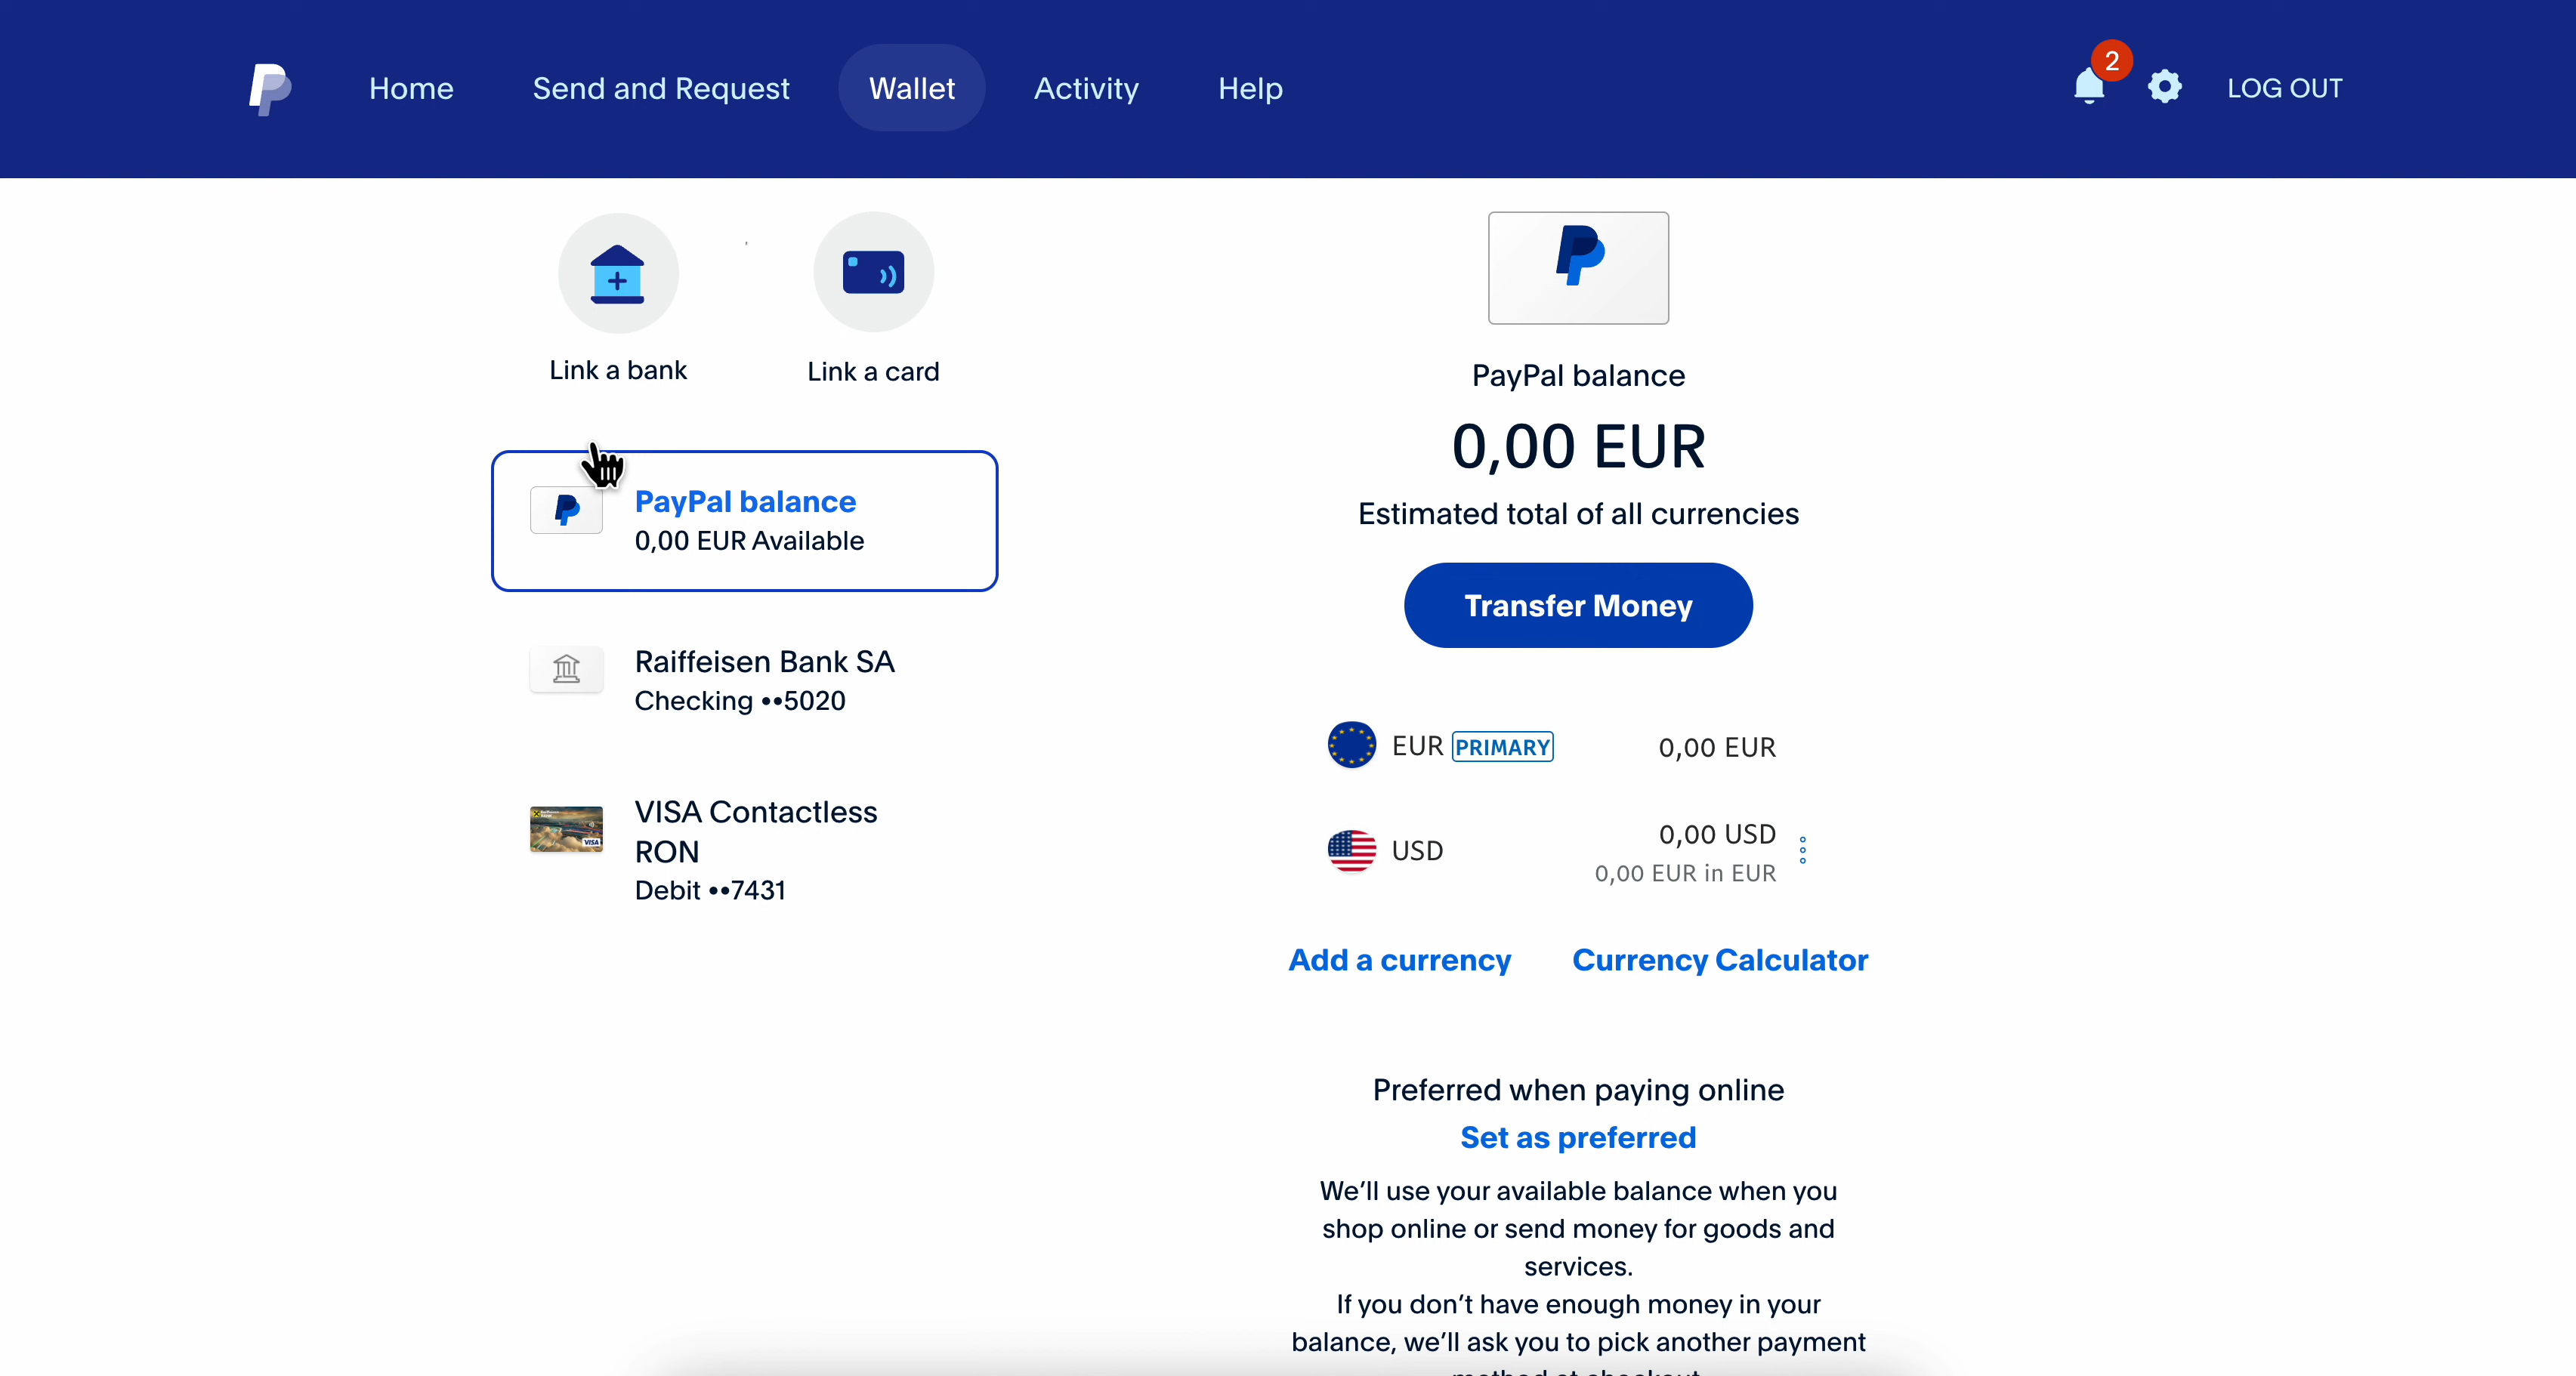 Home
Send and Request
Wallet
Activity
Help
2
LOG OUT
Link a bank
Link a card
PayPal balance
0,00 EUR Available
Raiffeisen Bank SA
Checking ••5020
VISA Contactless
RON
Debit ••7431
PayPal balance
0,00 EUR
Estimated total of all currencies
Transfer Money
EUR PRIMARY
0,00 EUR
USD
0,00 USD
0,00 EUR in EUR
Add a currency
Currency Calculator
Preferred when paying online
Set as preferred
We’ll use your available balance when you
shop online or send money for goods and
services.
If you don’t have enough money in your
balance, we’ll ask you to pick another payment
method at checkout